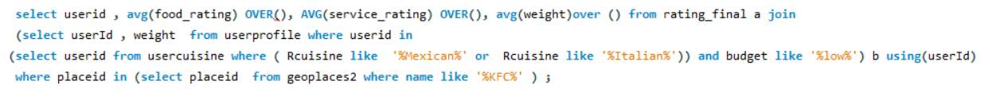 select userid , avg(food_rating) OVER(), AVG(service_rating) OVER(), avg(weight)over () from rating_final a join
(select userId , weight  from userprofile where userid in
(select userid from usercuisine where ( Rcuisine like  '%Mexican%' or  Rcuisine like '%Italian%')) and budget like '%low%') b using(userId)
where placeid in (select placeid  from geoplaces2 where name like '%KFC%' ) ;